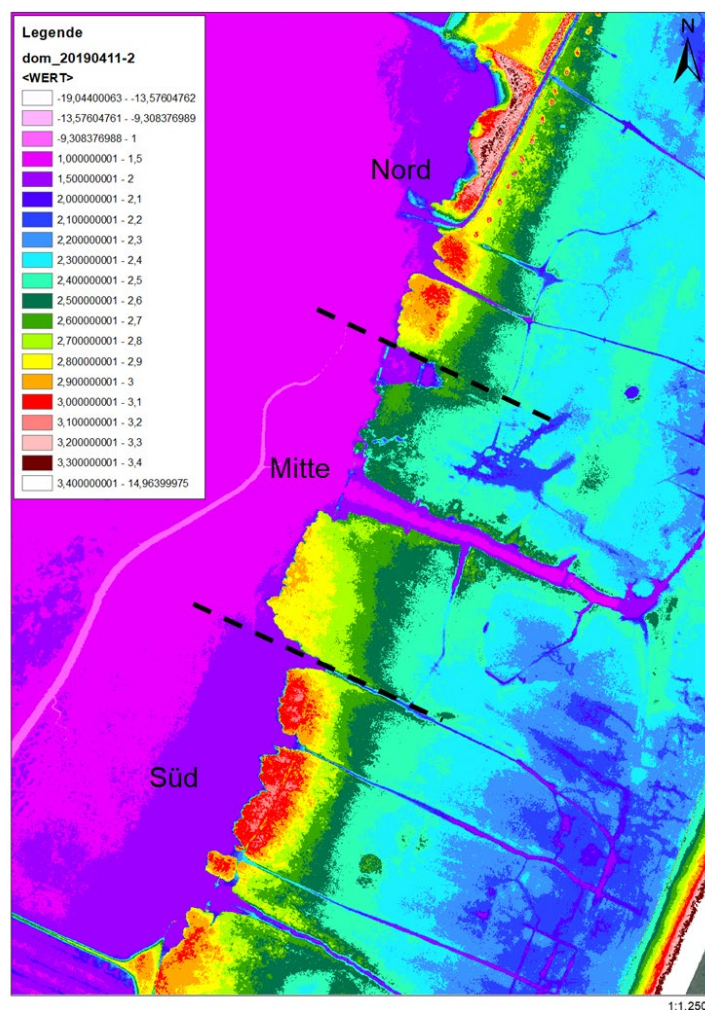 Legende
dom_20190411-2
<WERT>
-19,04400063 - -13,57604762
-13,57604761 - -9,308376989
-9,308376988 - 1
1,000000001 - 1,5
1,500000001 - 2
2,000000001 - 2,1
2,100000001 - 2,2
2,200000001 - 2,3
2,300000001 - 2,4
2,400000001 - 2,5
2,500000001 - 2,6
2,600000001 - 2,7
2,700000001 - 2,8
2,800000001 - 2,9
2,900000001 - 3
3,000000001 - 3,1
3,100000001 - 3,2
3,200000001 - 3,3
3,300000001 - 3,4
3,400000001 - 14,96399975
N
Nord
Mitte
Süd
1:1.250